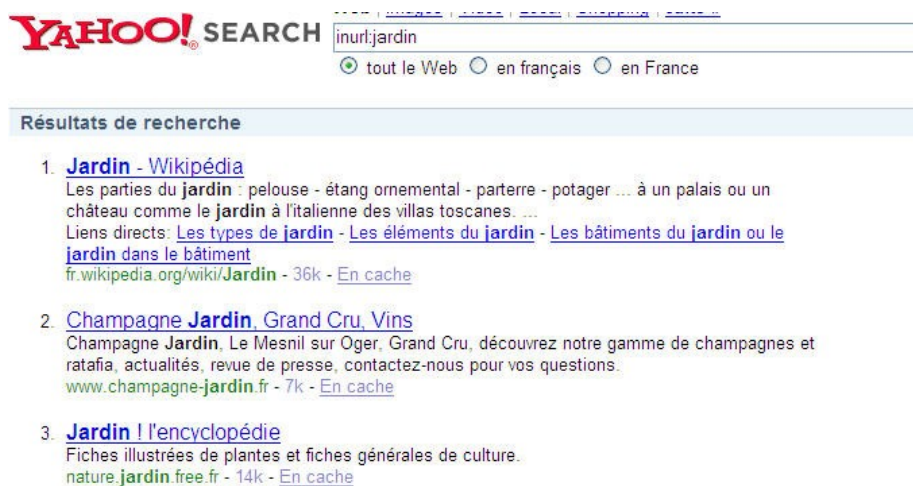 Web | Images | Vidéo | Local | Shopping | suite »
YAHOO! SEARCH
inurl:jardin
tout le Web en français en France
Résultats de recherche
1. Jardin - Wikipédia
Les parties du jardin : pelouse - étang ornemental - parterre - potager ... à un palais ou un
château comme le jardin à l'italienne des villas toscanes. ...
Liens directs: Les types de jardin - Les éléments du jardin - Les bâtiments du jardin ou le
jardin dans le bâtiment
fr.wikipedia.org/wiki/Jardin - 36k - En cache
2. Champagne Jardin, Grand Cru, Vins
Champagne Jardin, Le Mesnil sur Oger, Grand Cru, découvrez notre gamme de champagnes et
ratafia, actualités, revue de presse, contactez-nous pour vos questions.
www.champagne-jardin.fr - 7k - En cache
3. Jardin ! l'encyclopédie
Fiches illustrées de plantes et fiches générales de culture.
nature.jardin.free.fr - 14k - En cache